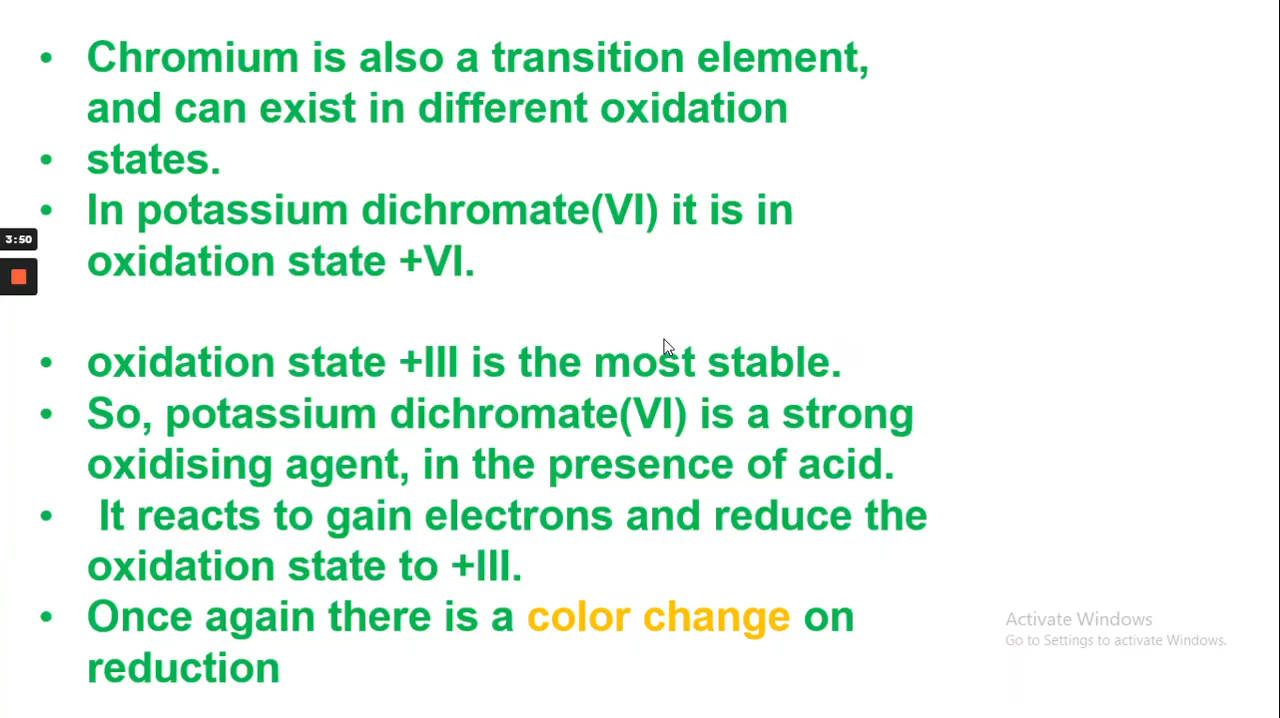 • Chromium is also a transition element,
and can exist in different oxidation
• states.
• In potassium dichromate(VI) it is in
3:50
oxidation state +VI.
• oxidation state +III is the most stable.
• So, potassium dichromate(VI) is a strong
oxidising agent, in the presence of acid.
• It reacts to gain electrons and reduce the
oxidation state to +III.
• Once again there is a color change on
reduction
Activate Windows
Go to Settings to activate Windows.